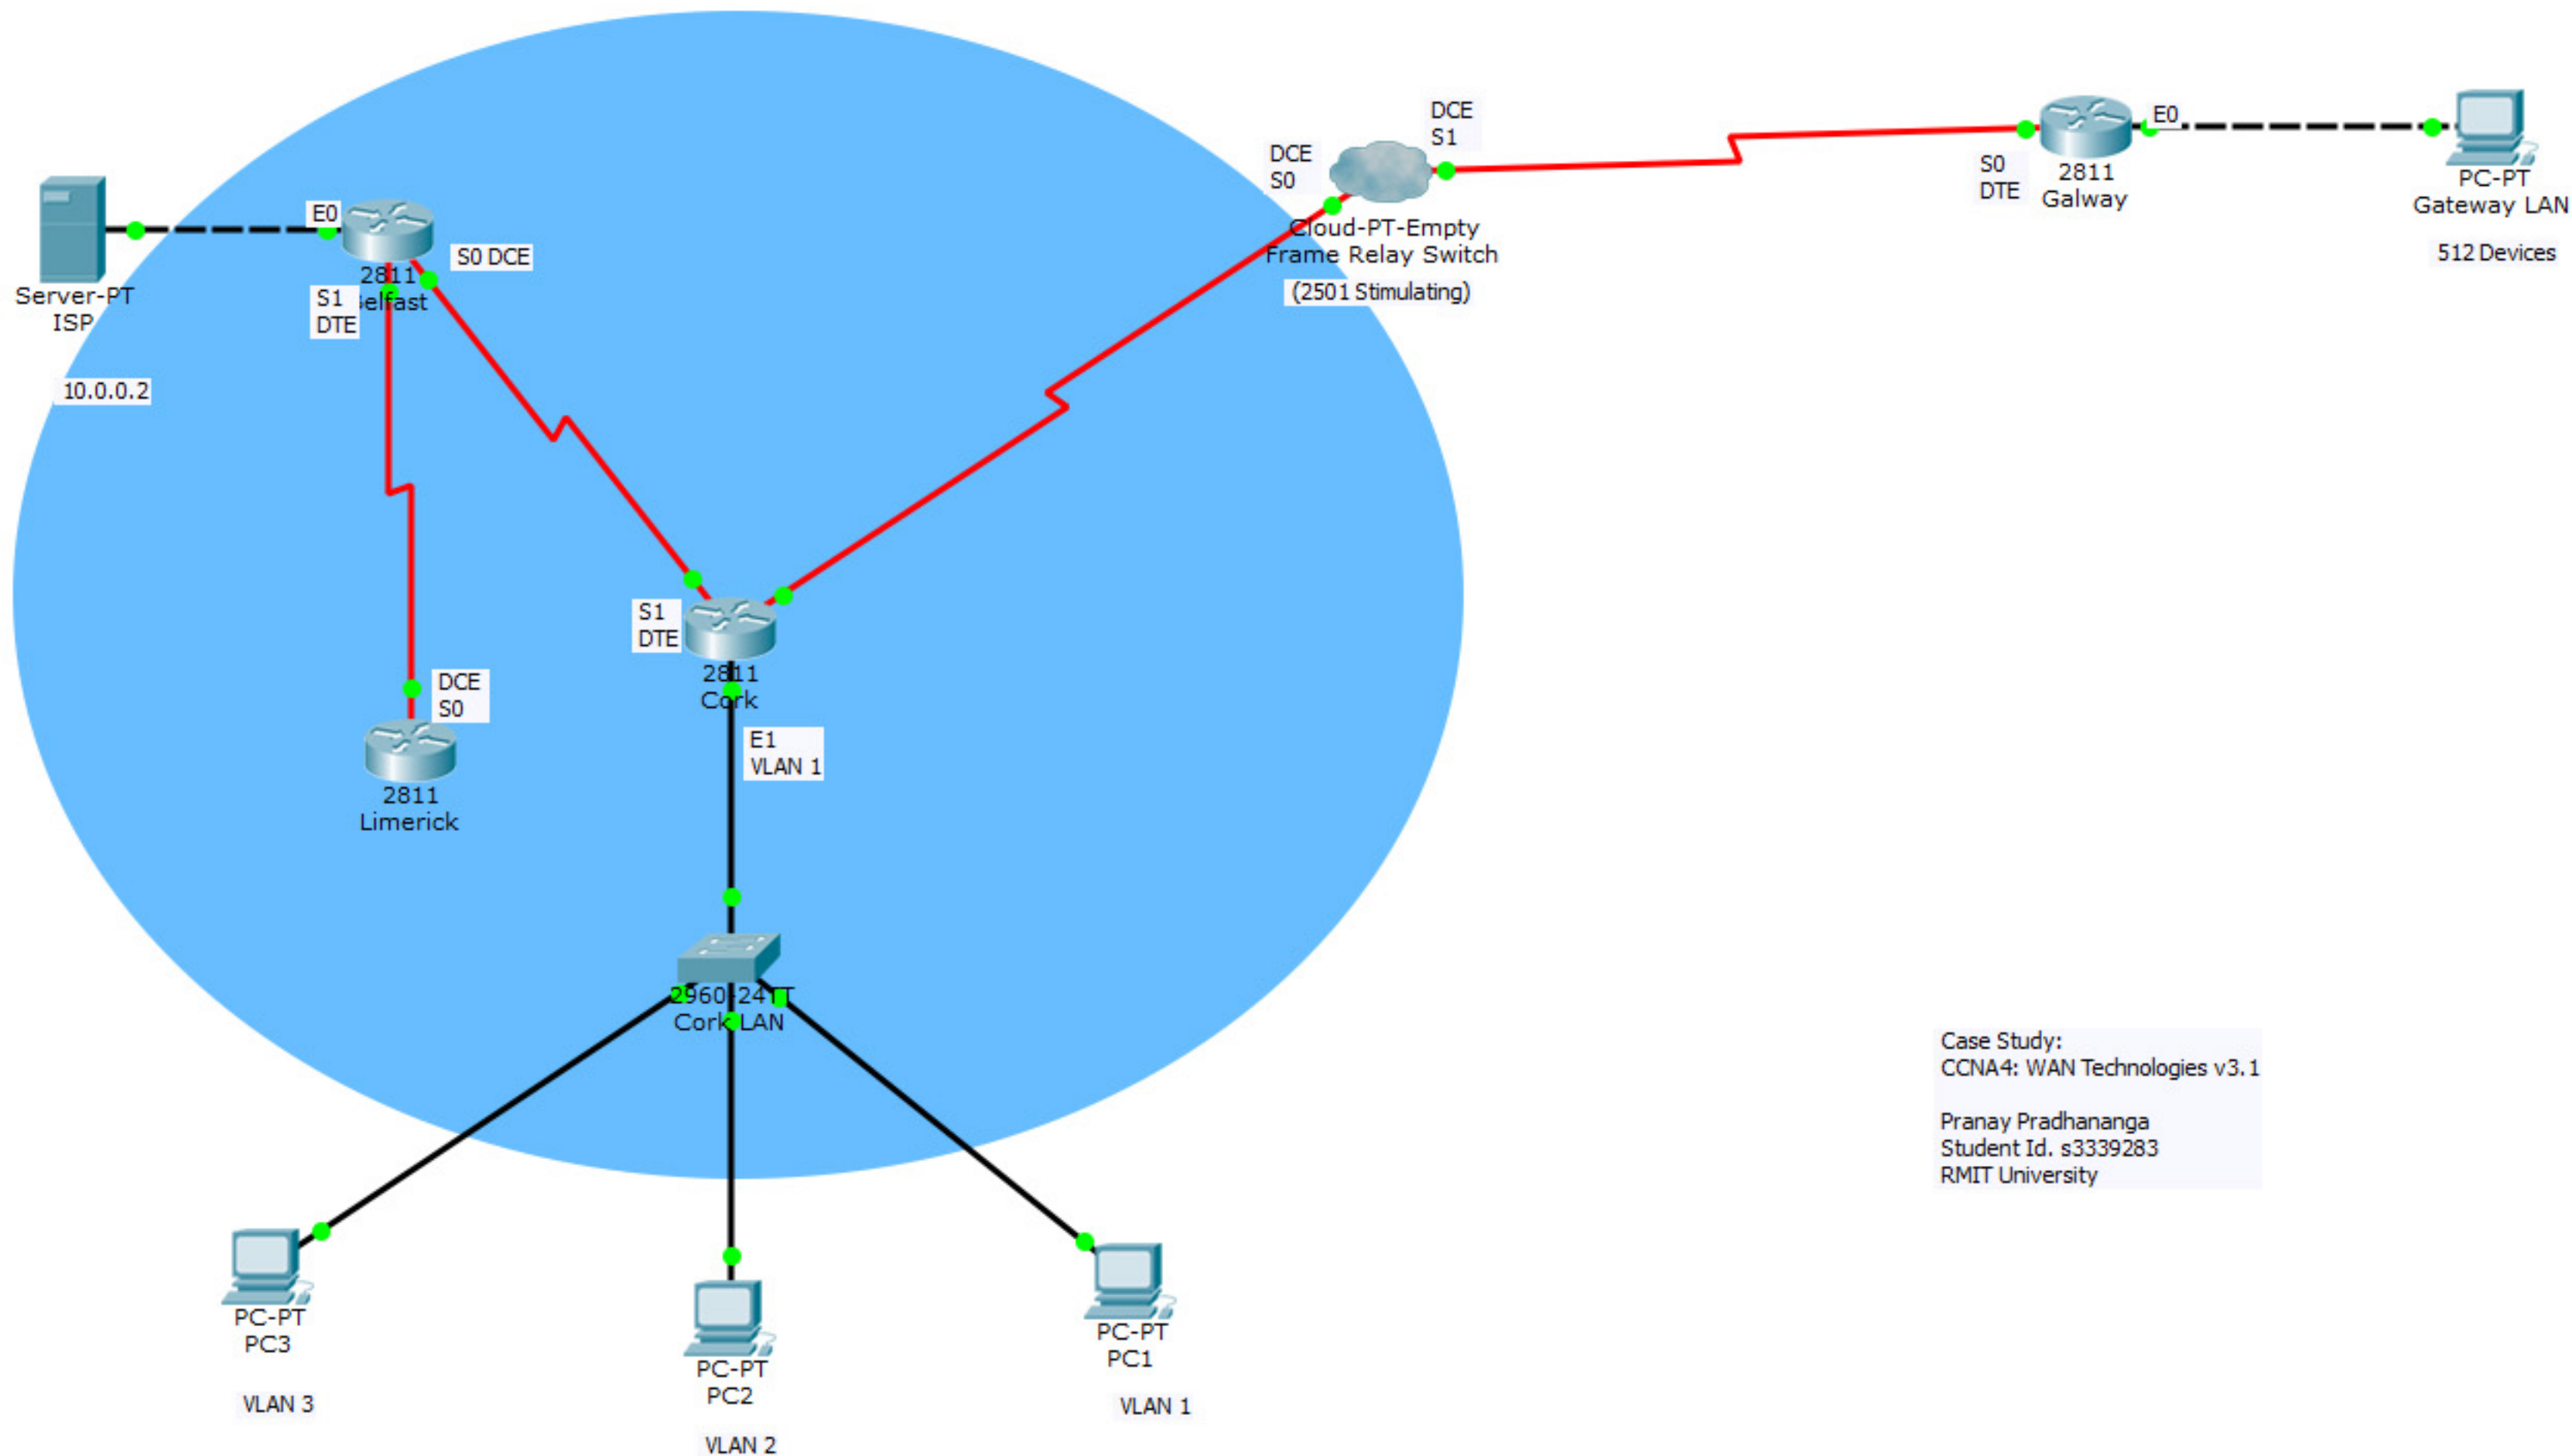 Server-PT
ISP
10.0.0.2
E0
2811
Belfast
S0 DCE
S1
DTE
DCE
S0
2811
Limerick
S1
DTE
2811
Cork
E1
VLAN 1
2960-24TT
Cork LAN
PC-PT
PC3
VLAN 3
PC-PT
PC2
VLAN 2
PC-PT
PC1
VLAN 1
DCE
S0
DCE
S1
Cloud-PT-Empty
Frame Relay Switch
(2501 Stimulating)
S0
DTE
2811
Galway
E0
PC-PT
Gateway LAN
512 Devices
Case Study:
CCNA4: WAN Technologies v3.1
Pranay Pradhananga
Student Id. s3339283
RMIT University